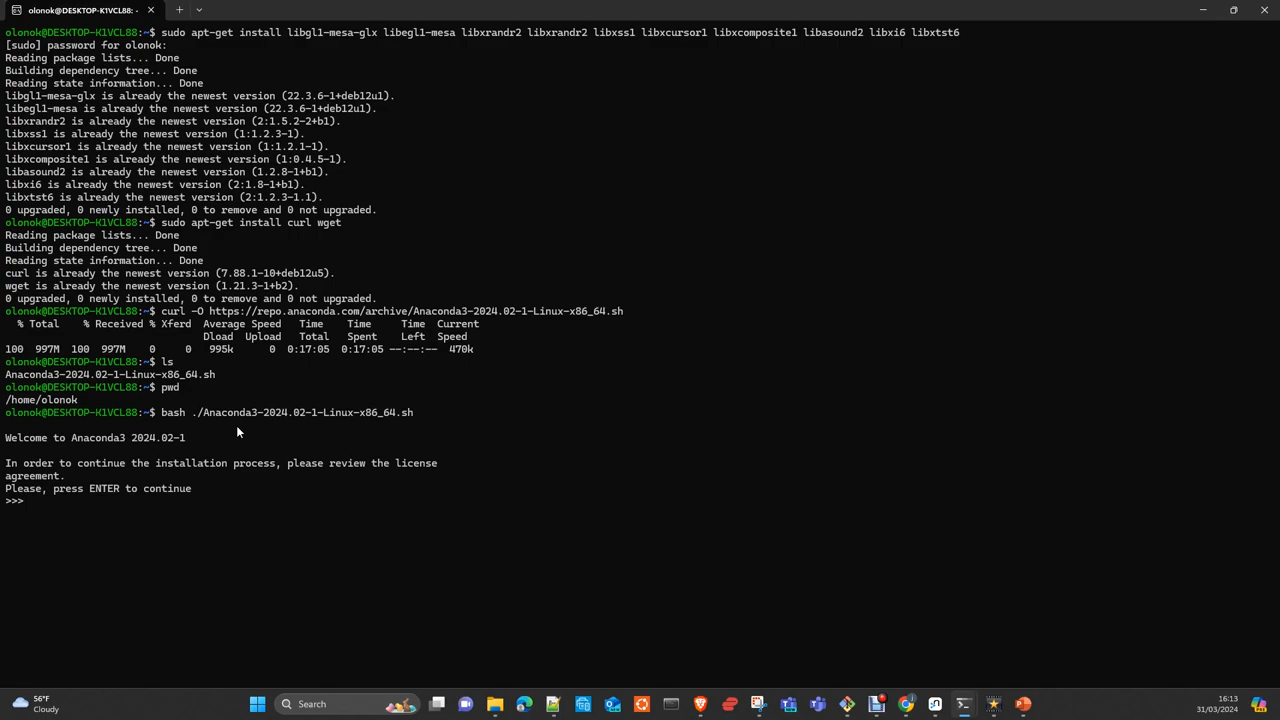 olonok@DESKTOP-K1VCL88: ~
olonok@DESKTOP-K1VCL88:~$ sudo apt-get install libgl1-mesa-glx libegl1-mesa libxrandr2 libxrandr2 libxss1 libxcursor1 libxcomposite1 libasound2 libxi6 libxtst6
[sudo] password for olonok:
Reading package lists... Done
Building dependency tree... Done
Reading state information... Done
libgl1-mesa-glx is already the newest version (22.3.6-1+deb12u1).
libegl1-mesa is already the newest version (22.3.6-1+deb12u1).
libxrandr2 is already the newest version (2:1.5.2-2+b1).
libxss1 is already the newest version (1:1.2.3-1).
libxcursor1 is already the newest version (1:1.2.1-1).
libxcomposite1 is already the newest version (1:0.4.5-1).
libasound2 is already the newest version (1.2.8-1+b1).
libxi6 is already the newest version (2:1.8-1+b1).
libxtst6 is already the newest version (2:1.2.3-1.1).
0 upgraded, 0 newly installed, 0 to remove and 0 not upgraded.
olonok@DESKTOP-K1VCL88:~$ sudo apt-get install curl wget
Reading package lists... Done
Building dependency tree... Done
Reading state information... Done
curl is already the newest version (7.88.1-10+deb12u5).
wget is already the newest version (1.21.3-1+b2).
0 upgraded, 0 newly installed, 0 to remove and 0 not upgraded.
olonok@DESKTOP-K1VCL88:~$ curl -O https://repo.anaconda.com/archive/Anaconda3-2024.02-1-Linux-x86_64.sh
% Total % Received % Xferd Average Speed Time Time Time Current
Dload Upload Total Spent Left Speed
100 997M 100 997M 0 0 995k 0 0:17:05 0:17:05 --:--:-- 470k
olonok@DESKTOP-K1VCL88:~$ ls
Anaconda3-2024.02-1-Linux-x86_64.sh
olonok@DESKTOP-K1VCL88:~$ pwd
/home/olonok
olonok@DESKTOP-K1VCL88:~$ bash ./Anaconda3-2024.02-1-Linux-x86_64.sh
Welcome to Anaconda3 2024.02-1
In order to continue the installation process, please review the license
agreement.
Please, press ENTER to continue
>>>
56°F
Cloudy
Search
16:13
31/03/2024